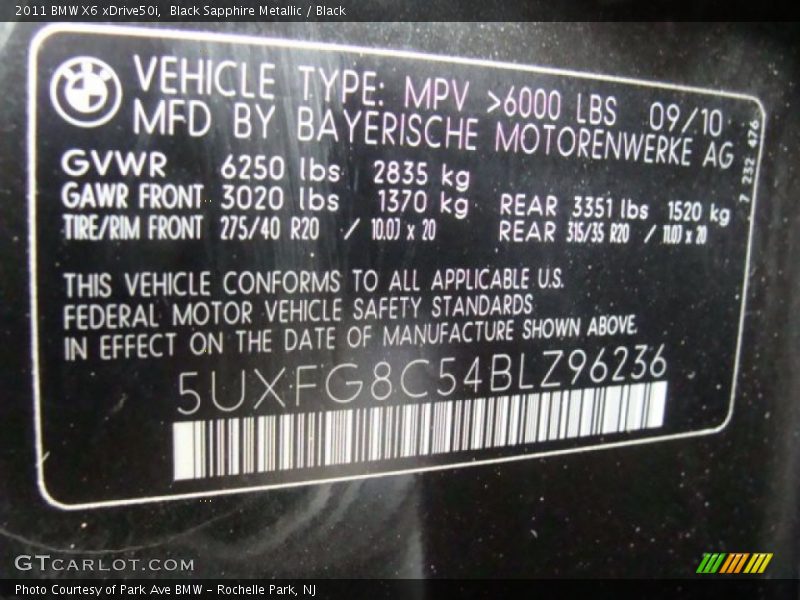 2011 BMW X6 xDrive50i,  Black Sapphire Metallic / Black
VEHICLE TYPE: MPV >6000 LBS 09/10
MFD BY BAYERISCHE MOTORENWERKE AG
GVWR 6250 lbs 2835 kg
GAWR FRONT 3020 lbs 1370 kg REAR 3351 lbs 1520 kg
TIRE/RIM FRONT 275/40 R20 / 10.0J x 20 REAR 315/35 R20 / 11.0J x 20
7 232 476
THIS VEHICLE CONFORMS TO ALL APPLICABLE U.S.
FEDERAL MOTOR VEHICLE SAFETY STANDARDS
IN EFFECT ON THE DATE OF MANUFACTURE SHOWN ABOVE.
5UXFG8C54BLZ96236
GTCARLOT.COM
Photo Courtesy of Park Ave BMW - Rochelle Park, NJ